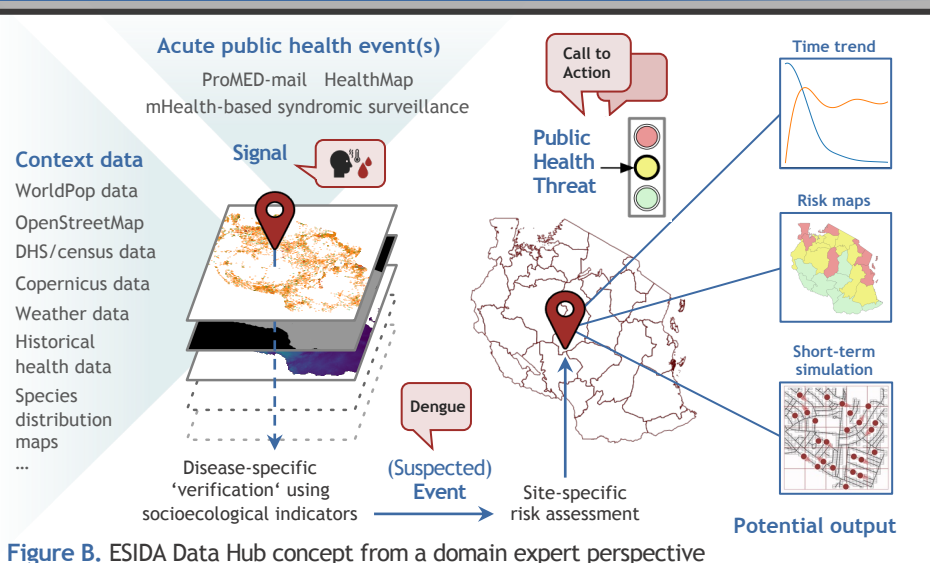 Acute public health event(s)
ProMED-mail HealthMap
mHealth-based syndromic surveillance
Context data
WorldPop data
OpenStreetMap
DHS/census data
Copernicus data
Weather data
Historical
health data
Species
distribution
maps
...
Signal
Disease-specific
‘verification‘ using
socioecological indicators
Dengue
(Suspected)
Event
Site-specific
risk assessment
Call to
Action
Public
Health
Threat
Time trend
Risk maps
Short-term
simulation
Potential output
Figure B. ESIDA Data Hub concept from a domain expert perspective